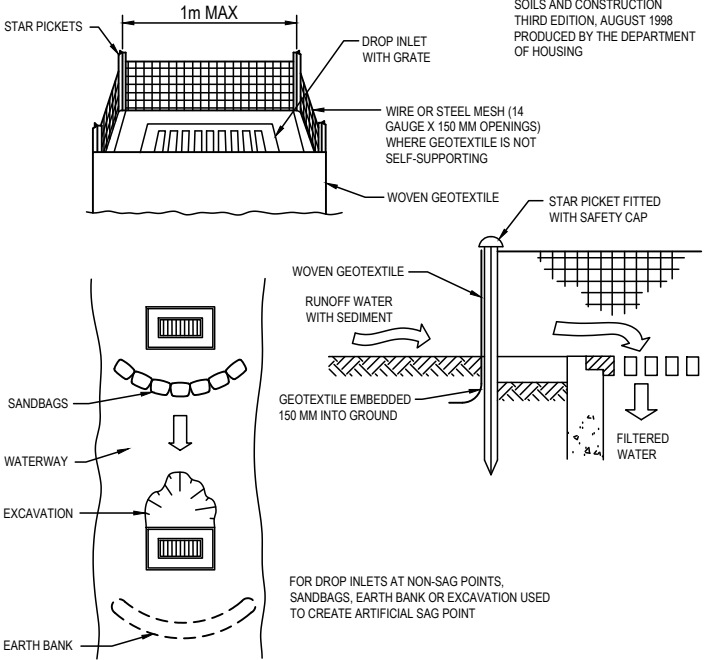 SOILS AND CONSTRUCTION
THIRD EDITION, AUGUST 1998
PRODUCED BY THE DEPARTMENT
OF HOUSING
STAR PICKETS
1m MAX
DROP INLET
WITH GRATE
WIRE OR STEEL MESH (14
GAUGE X 150 MM OPENINGS)
WHERE GEOTEXTILE IS NOT
SELF-SUPPORTING
WOVEN GEOTEXTILE
STAR PICKET FITTED
WITH SAFETY CAP
WOVEN GEOTEXTILE
RUNOFF WATER
WITH SEDIMENT
GEOTEXTILE EMBEDDED
150 MM INTO GROUND
FILTERED
WATER
SANDBAGS
WATERWAY
EXCAVATION
EARTH BANK
FOR DROP INLETS AT NON-SAG POINTS,
SANDBAGS, EARTH BANK OR EXCAVATION USED
TO CREATE ARTIFICIAL SAG POINT